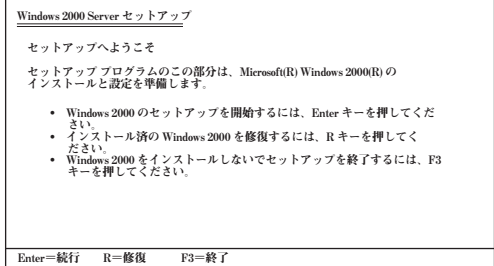 Windows 2000 Server セットアップ
セットアップへようこそ
セットアップ プログラムのこの部分は、Microsoft(R) Windows 2000(R) の
インストールと設定を準備します。
• Windows 2000 のセットアップを開始するには、Enter キーを押してくだ
さい。
• インストール済の Windows 2000 を修復するには、R キーを押してく
ださい。
• Windows 2000 をインストールしないでセットアップを終了するには、F3
キーを押してください。
Enter＝続行 R＝修復 F3＝終了